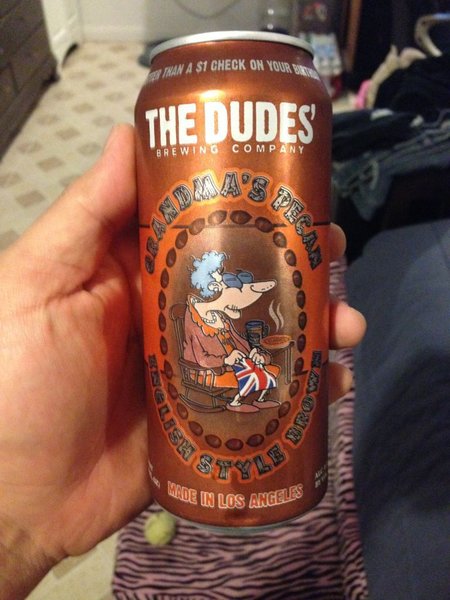 THAN A $1 CHECK ON YOUR
THE DUDES'
BREWING COMPANY
GRANDMA'S PECAN
ENGLISH STYLE BROWN
MADE IN LOS ANGELES